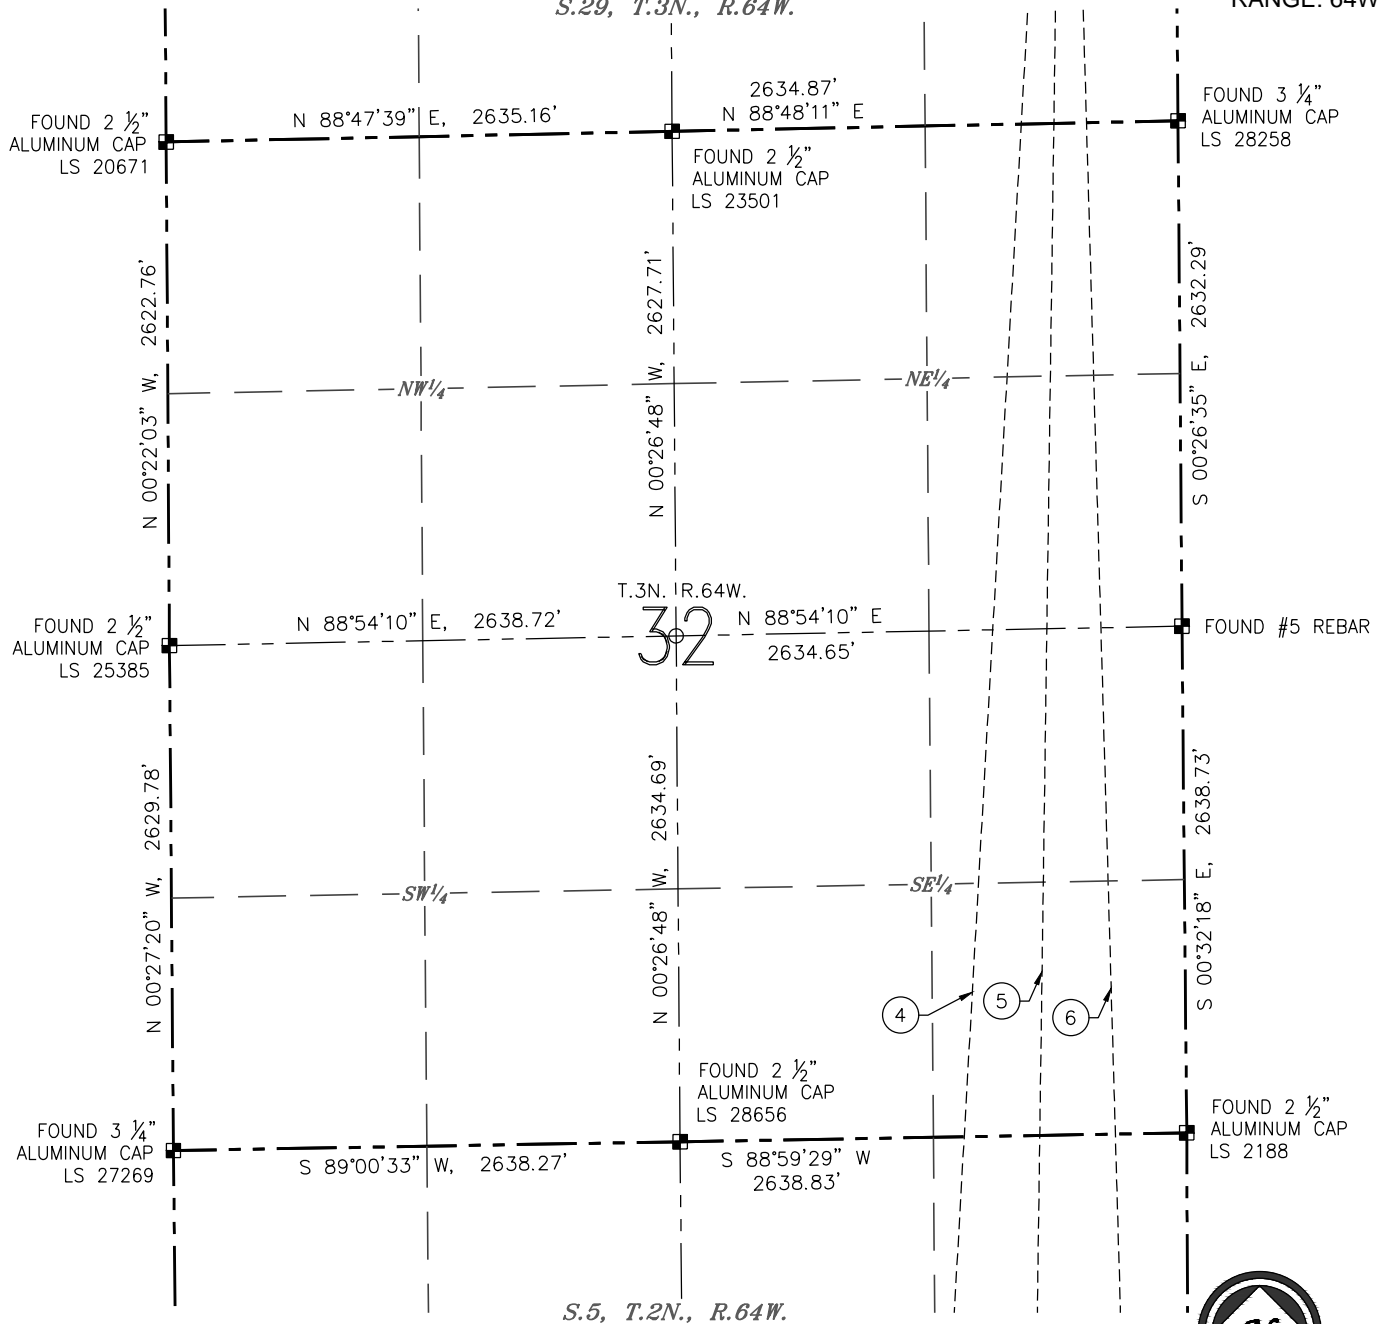 S.29, T.3N., R.64W.
RANGE: 64W
2634.87'
N 88°47'39" E, 2635.16'
N 88°48'11" E
FOUND 2 ½"
ALUMINUM CAP
LS 20671
FOUND 3 ¼"
ALUMINUM CAP
LS 28258
FOUND 2 ½"
ALUMINUM CAP
LS 23501
N 00°22'03" W, 2622.76'
N 00°26'48" W, 2627.71'
S 00°26'35" E, 2632.29'
NW¼
NE¼
T.3N. R.64W.
32
N 88°54'10" E, 2638.72'
N 88°54'10" E
2634.65'
FOUND 2 ½"
ALUMINUM CAP
LS 25385
FOUND #5 REBAR
N 00°27'20" W, 2629.78'
N 00°26'48" W, 2634.69'
S 00°32'18" E, 2638.73'
SW¼
SE¼
4
5
6
FOUND 2 ½"
ALUMINUM CAP
LS 28656
FOUND 3 ¼"
ALUMINUM CAP
LS 27269
FOUND 2 ½"
ALUMINUM CAP
LS 2188
S 89°00'33" W, 2638.27'
S 88°59'29" W
2638.83'
S.5, T.2N., R.64W.